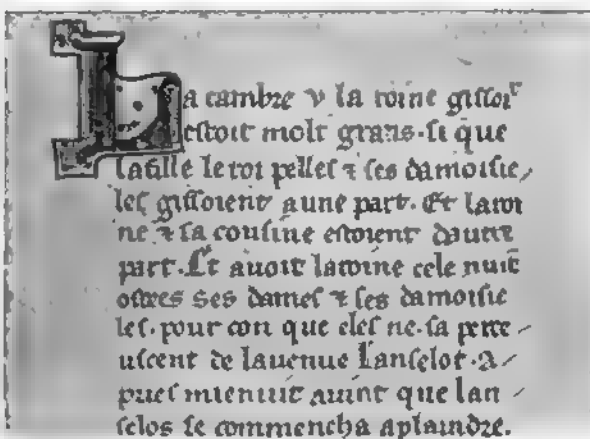 La cambre v la roine gissoit
estoit molt grans. si que
la fille le roi pelles ⁊ ses damoisie
les gissoient a une part. Et la roi
ne ⁊ sa cousine estoient dautre
part. Et auoit la roine cele nuit
ostees ses dames ⁊ ses damoisie
les. pour con que eles ne sa perce
uscent de lauenue Lanselot. a
pres mienuit auint que lan
selos se commencha a plaindre.